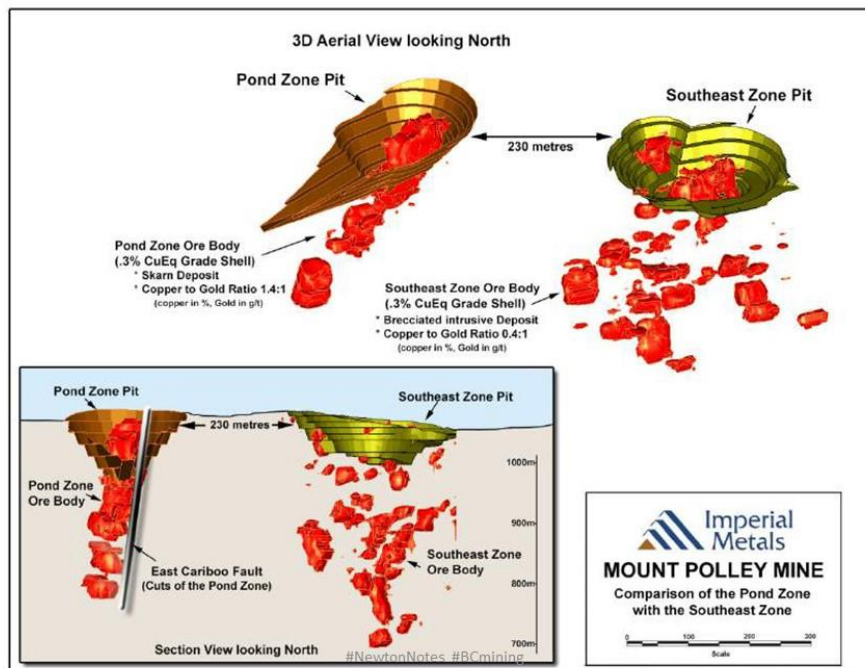 3D Aerial View looking North
Pond Zone Pit
Southeast Zone Pit
230 metres
Pond Zone Ore Body
(.3% CuEq Grade Shell)
* Skarn Deposit
* Copper to Gold Ratio 1.4:1
(copper in %, Gold in g/t)
Southeast Zone Ore Body
(.3% CuEq Grade Shell)
* Brecciated intrusive Deposit
* Copper to Gold Ratio 0.4:1
(copper in %, Gold in g/t)
Pond Zone Pit
Southeast Zone Pit
230 metres
1000m
Pond Zone
Ore Body
900m
Southeast Zone
Ore Body
East Cariboo Fault
(Cuts of the Pond Zone)
800m
700m
Section View looking North
#NewtonNotes #BCmining
Imperial
Metals
MOUNT POLLEY MINE
Comparison of the Pond Zone
with the Southeast Zone
0 100 200 300
Scale